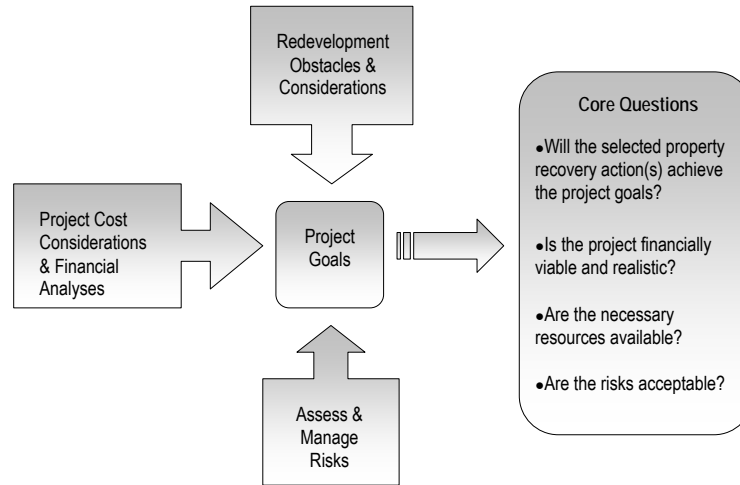 Redevelopment
Obstacles &
Considerations
Project Cost
Considerations
& Financial
Analyses
Project
Goals
Assess &
Manage
Risks
Core Questions
●Will the selected property
recovery action(s) achieve
the project goals?
●Is the project financially
viable and realistic?
●Are the necessary
resources available?
●Are the risks acceptable?